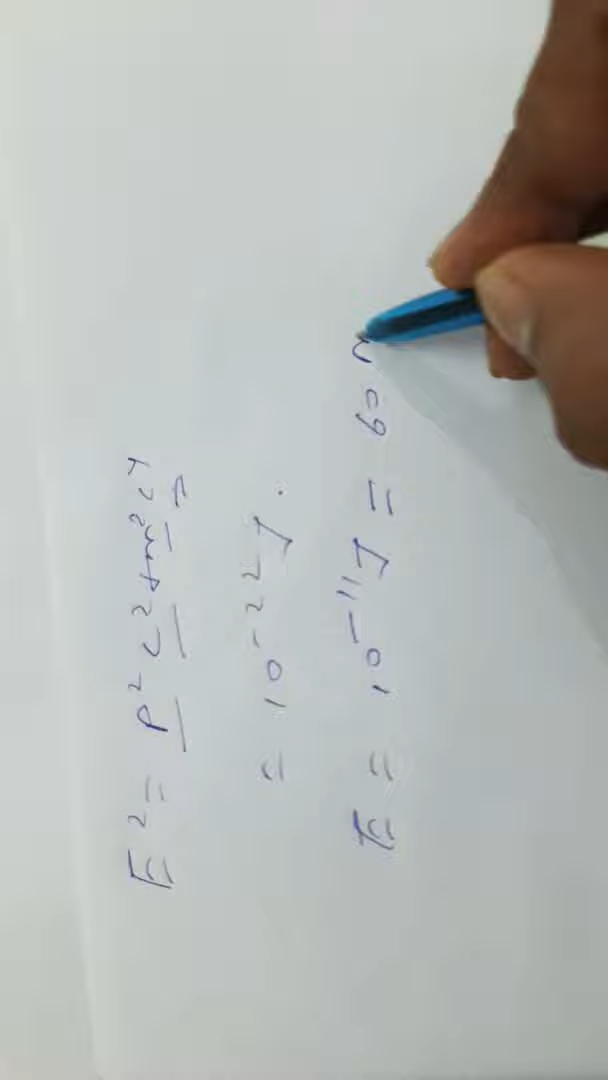 E² = p²c² + m²c⁴
= 10⁻²² J.
E = 10⁻¹¹ J = 60